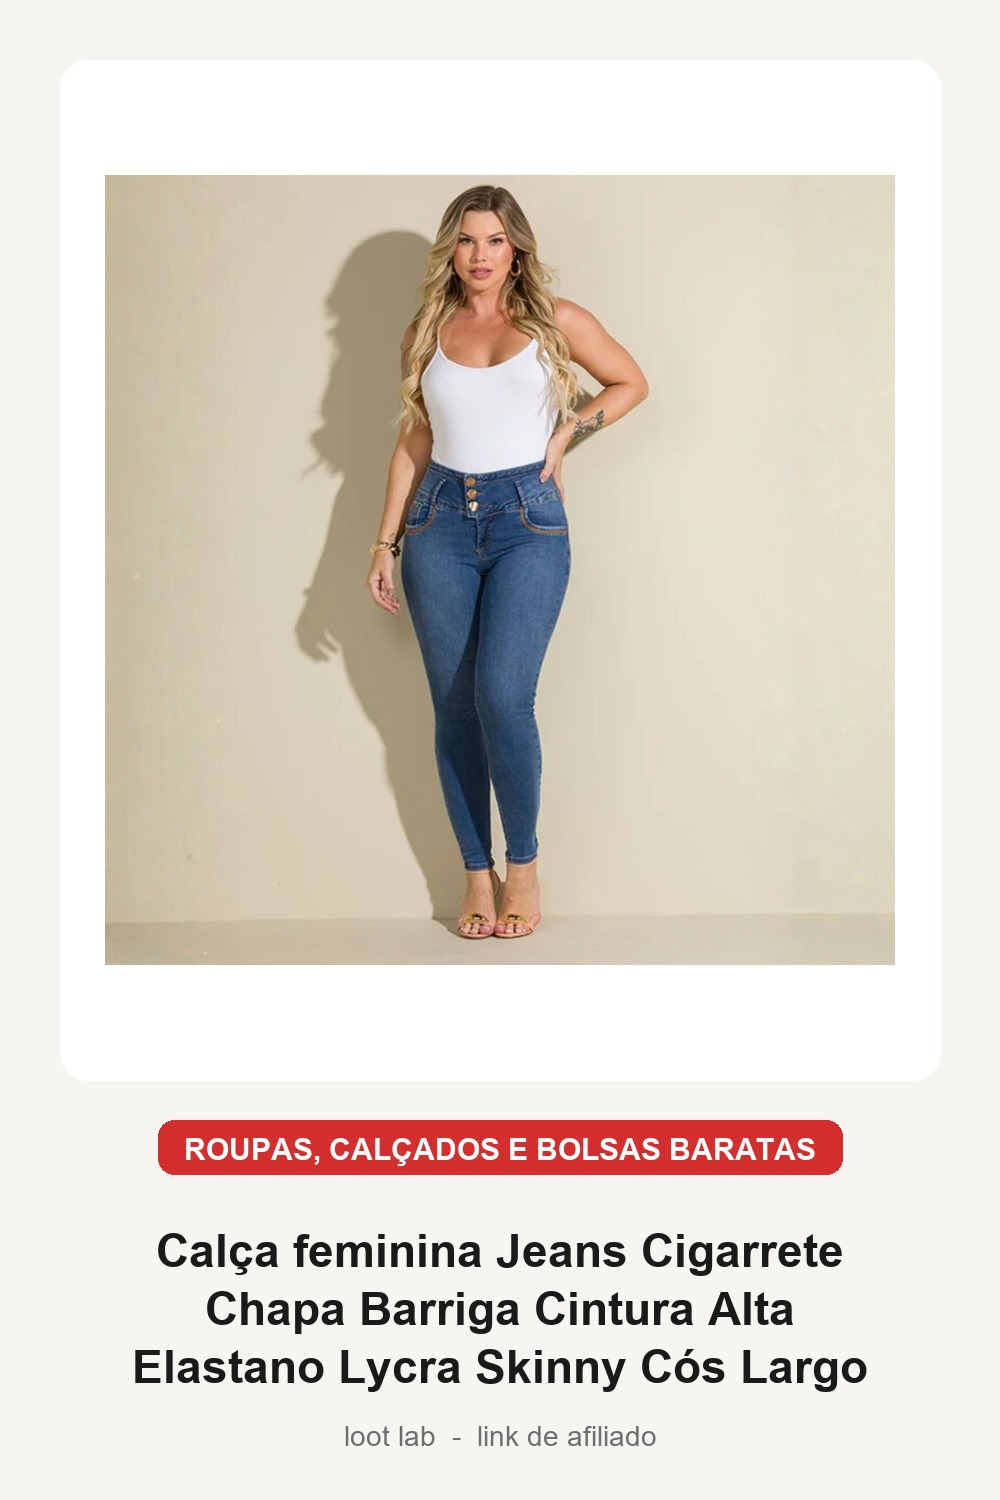 ROUPAS, CALÇADOS E BOLSAS BARATAS
Calça feminina Jeans Cigarrete
Chapa Barriga Cintura Alta
Elastano Lycra Skinny Cós Largo
loot lab - link de afiliado